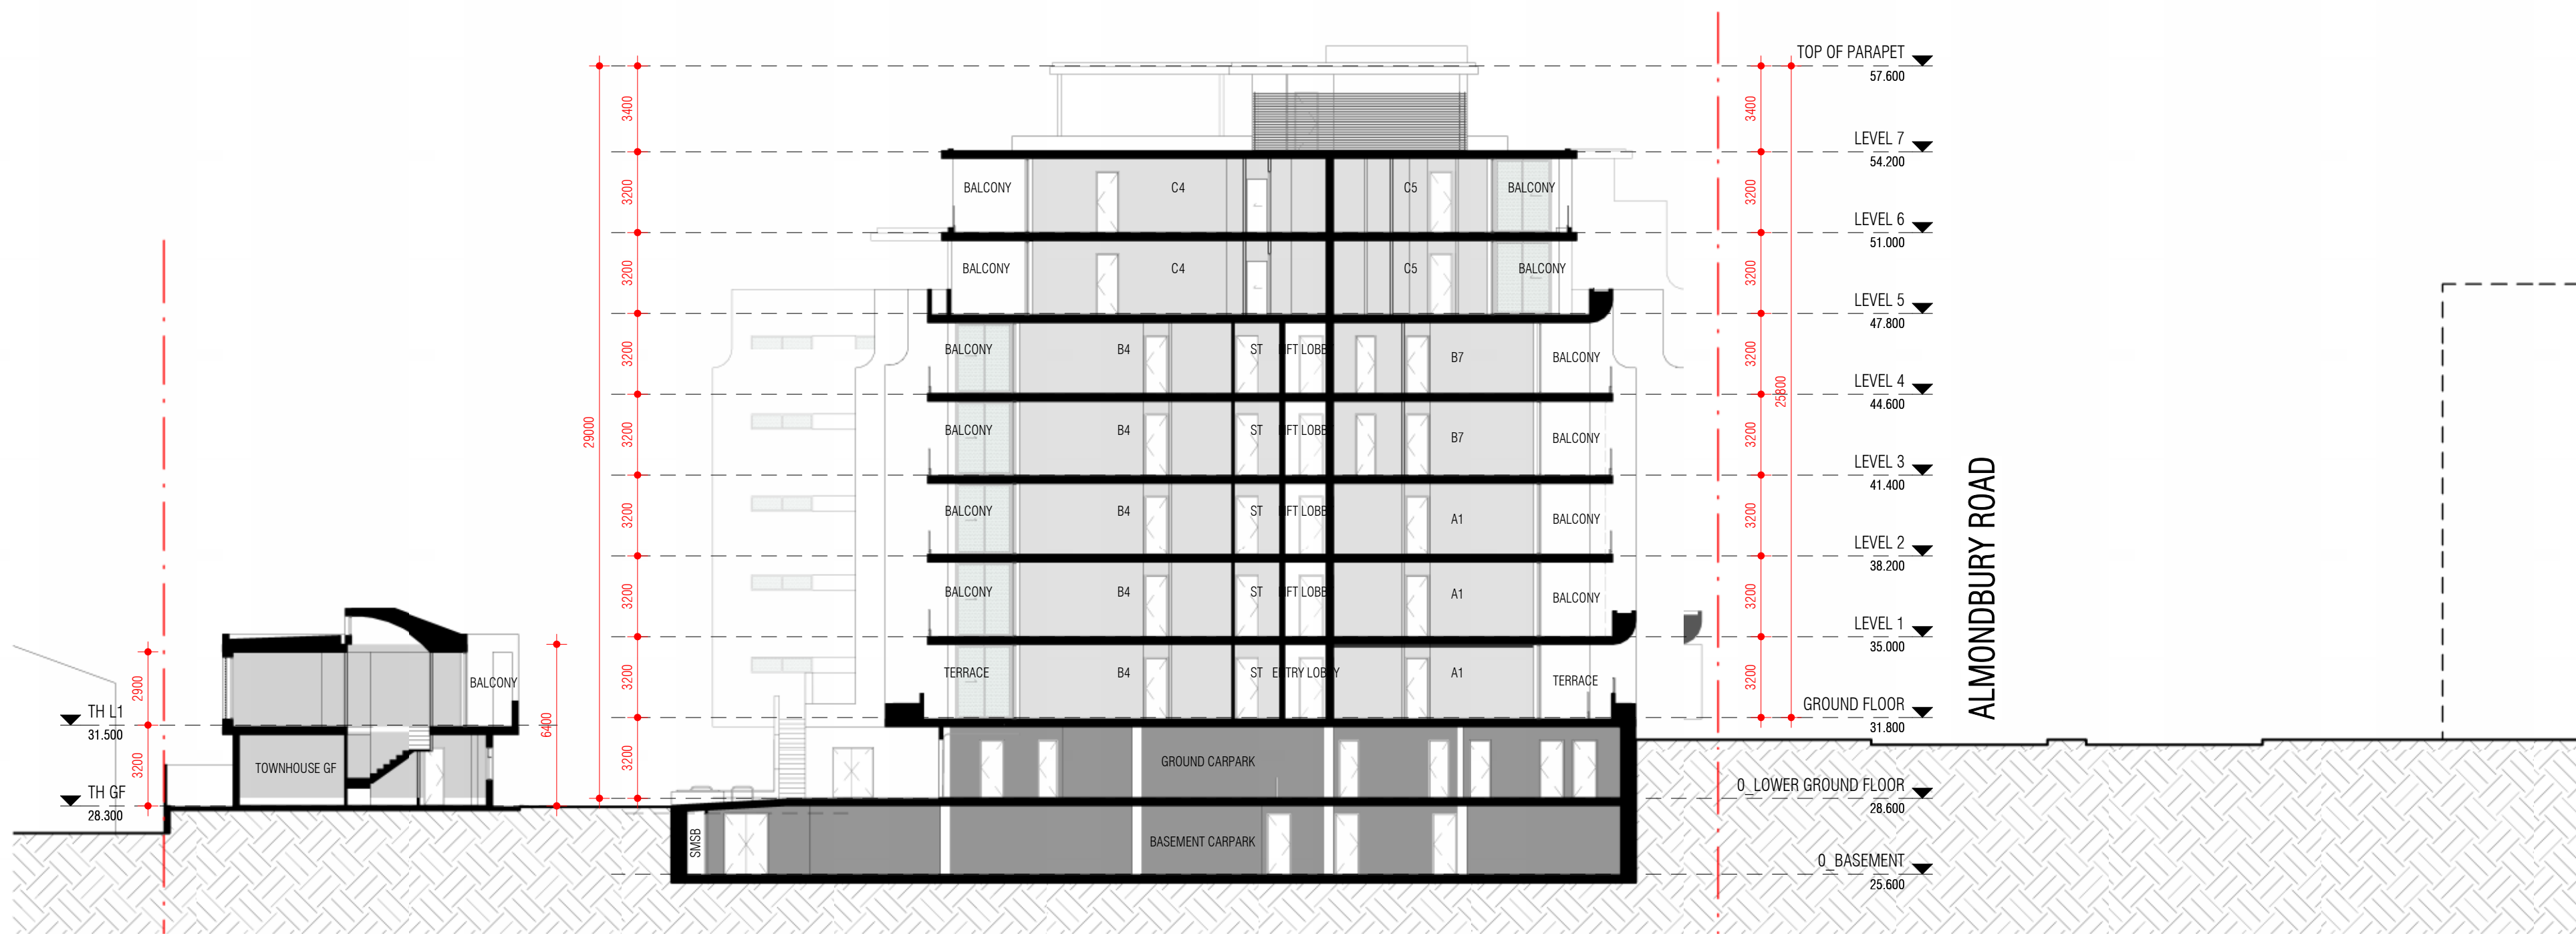 TOP OF PARAPET
57.600
3400
3400
LEVEL 7
54.200
3200
BALCONY
C4
C5
BALCONY
3200
LEVEL 6
51.000
3200
BALCONY
C4
C5
BALCONY
3200
LEVEL 5
47.800
3200
BALCONY
B4
ST
B7
BALCONY
3200
LEVEL 4
44.600
29000
25800
3200
BALCONY
B4
ST
B7
BALCONY
3200
LEVEL 3
41.400
3200
BALCONY
B4
ST
A1
BALCONY
3200
LEVEL 2
38.200
3200
BALCONY
B4
ST
A1
BALCONY
3200
LEVEL 1
35.000
ALMONDBURY ROAD
2900
BALCONY
3200
TERRACE
B4
ST
ENTRY LOBBY
A1
TERRACE
3200
GROUND FLOOR
31.800
TH L1
31.500
6400
3200
TOWNHOUSE GF
3200
GROUND CARPARK
0_LOWER GROUND FLOOR
28.600
TH GF
28.300
SMSB
BASEMENT CARPARK
0_BASEMENT
25.600